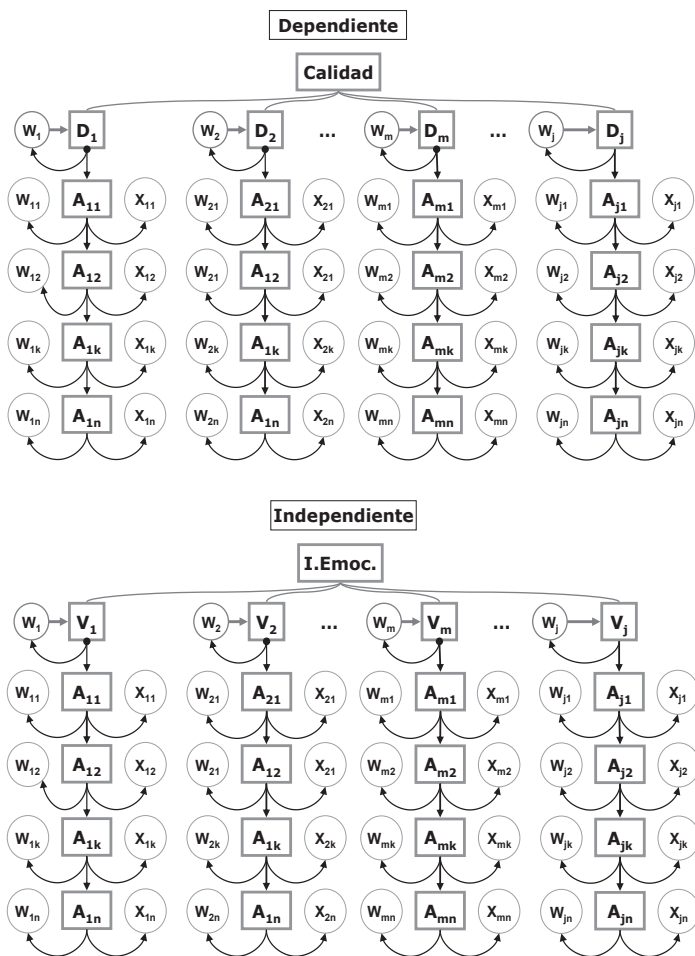 Dependiente
Calidad
W1 D1 W2 D2 ... Wm Dm ... Wj Dj
W11 A11 X11 W21 A21 X21 Wm1 Am1 Xm1 Wj1 Aj1 Xj1
W12 A12 X12 W21 A12 X21 Wm2 Am2 Xm2 Wj2 Aj2 Xj2
W1k A1k X1k W2k A1k X2k Wmk Amk Xmk Wjk Ajk Xjk
W1n A1n X1n W2n A1n X2n Wmn Amn Xmn Wjn Ajn Xjn
Independiente
I.Emoc.
W1 V1 W2 V2 ... Wm Vm ... Wj Vj
W11 A11 X11 W21 A21 X21 Wm1 Am1 Xm1 Wj1 Aj1 Xj1
W12 A12 X12 W21 A12 X21 Wm2 Am2 Xm2 Wj2 Aj2 Xj2
W1k A1k X1k W2k A1k X2k Wmk Amk Xmk Wjk Ajk Xjk
W1n A1n X1n W2n A1n X2n Wmn Amn Xmn Wjn Ajn Xjn